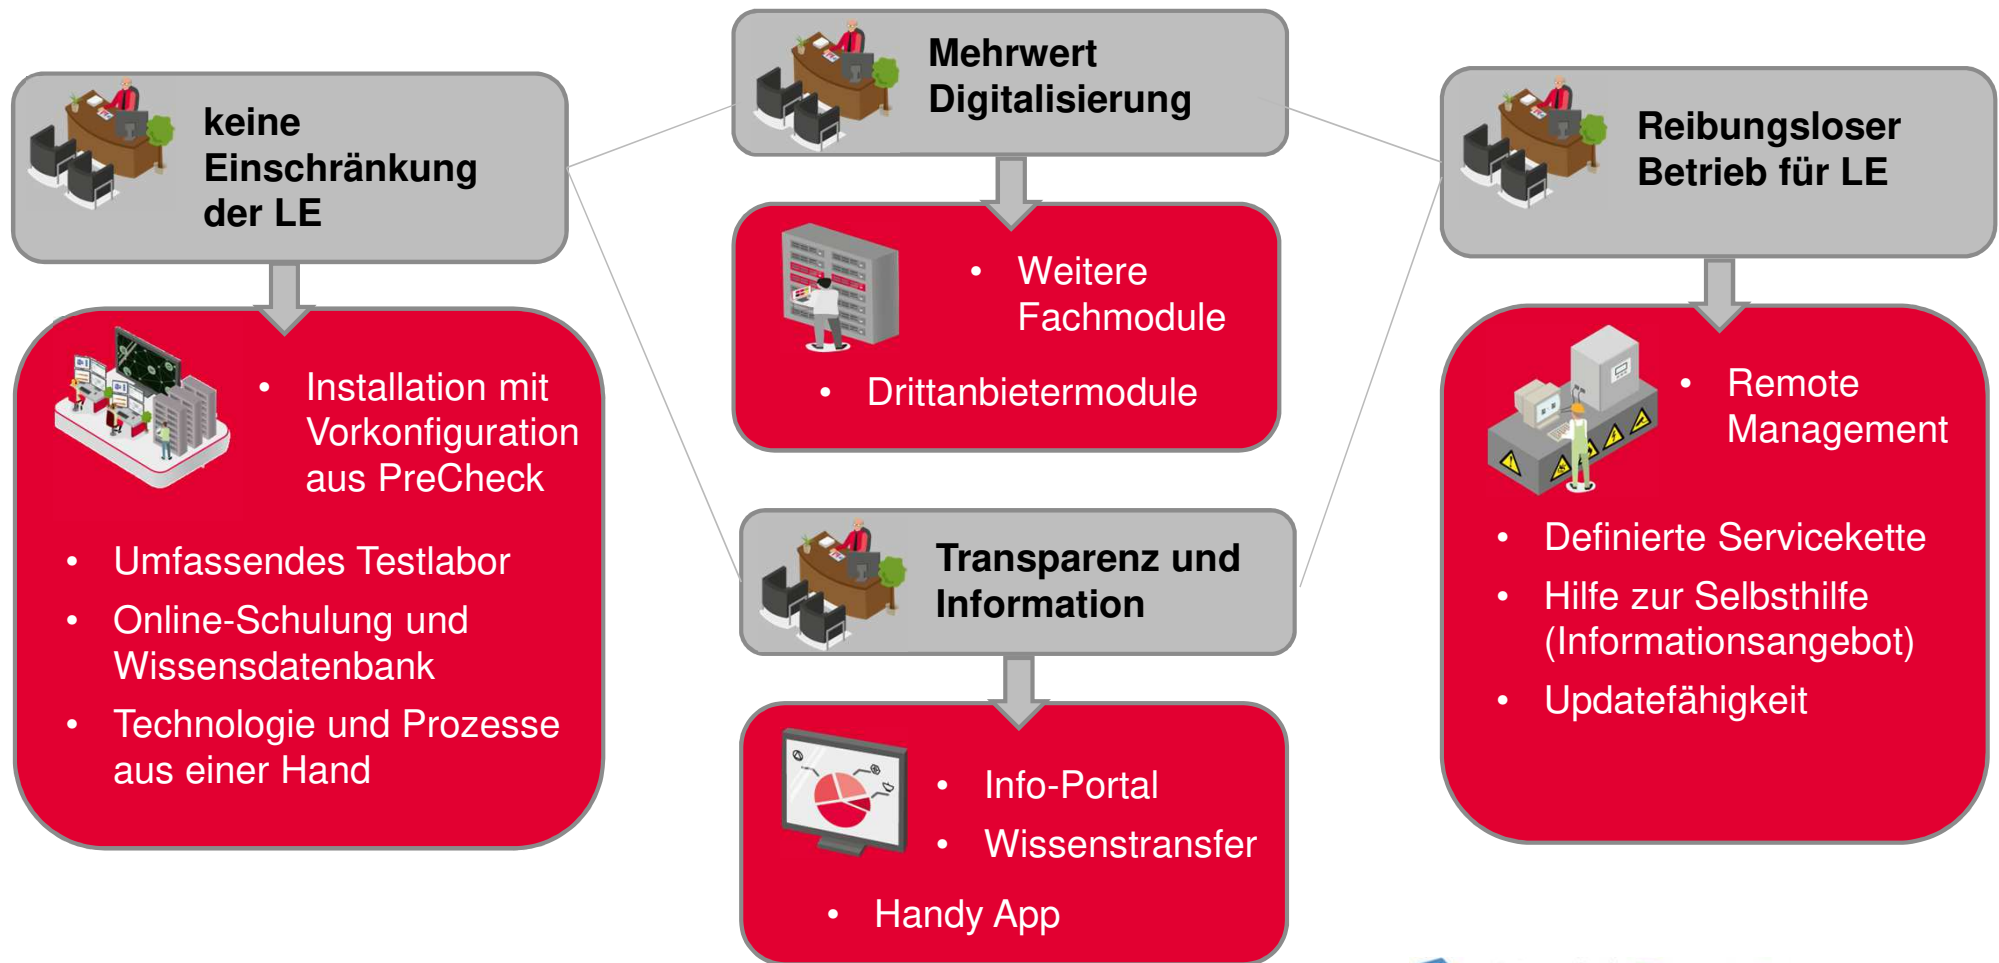 keine
Einschränkung
der LE
• Installation mit
Vorkonfiguration
aus PreCheck
• Umfassendes Testlabor
• Online-Schulung und
Wissensdatenbank
• Technologie und Prozesse
aus einer Hand
Mehrwert
Digitalisierung
• Weitere
Fachmodule
• Drittanbietermodule
Transparenz und
Information
• Info-Portal
• Wissenstransfer
• Handy App
Reibungsloser
Betrieb für LE
• Remote
Management
• Definierte Servicekette
• Hilfe zur Selbsthilfe
(Informationsangebot)
• Updatefähigkeit